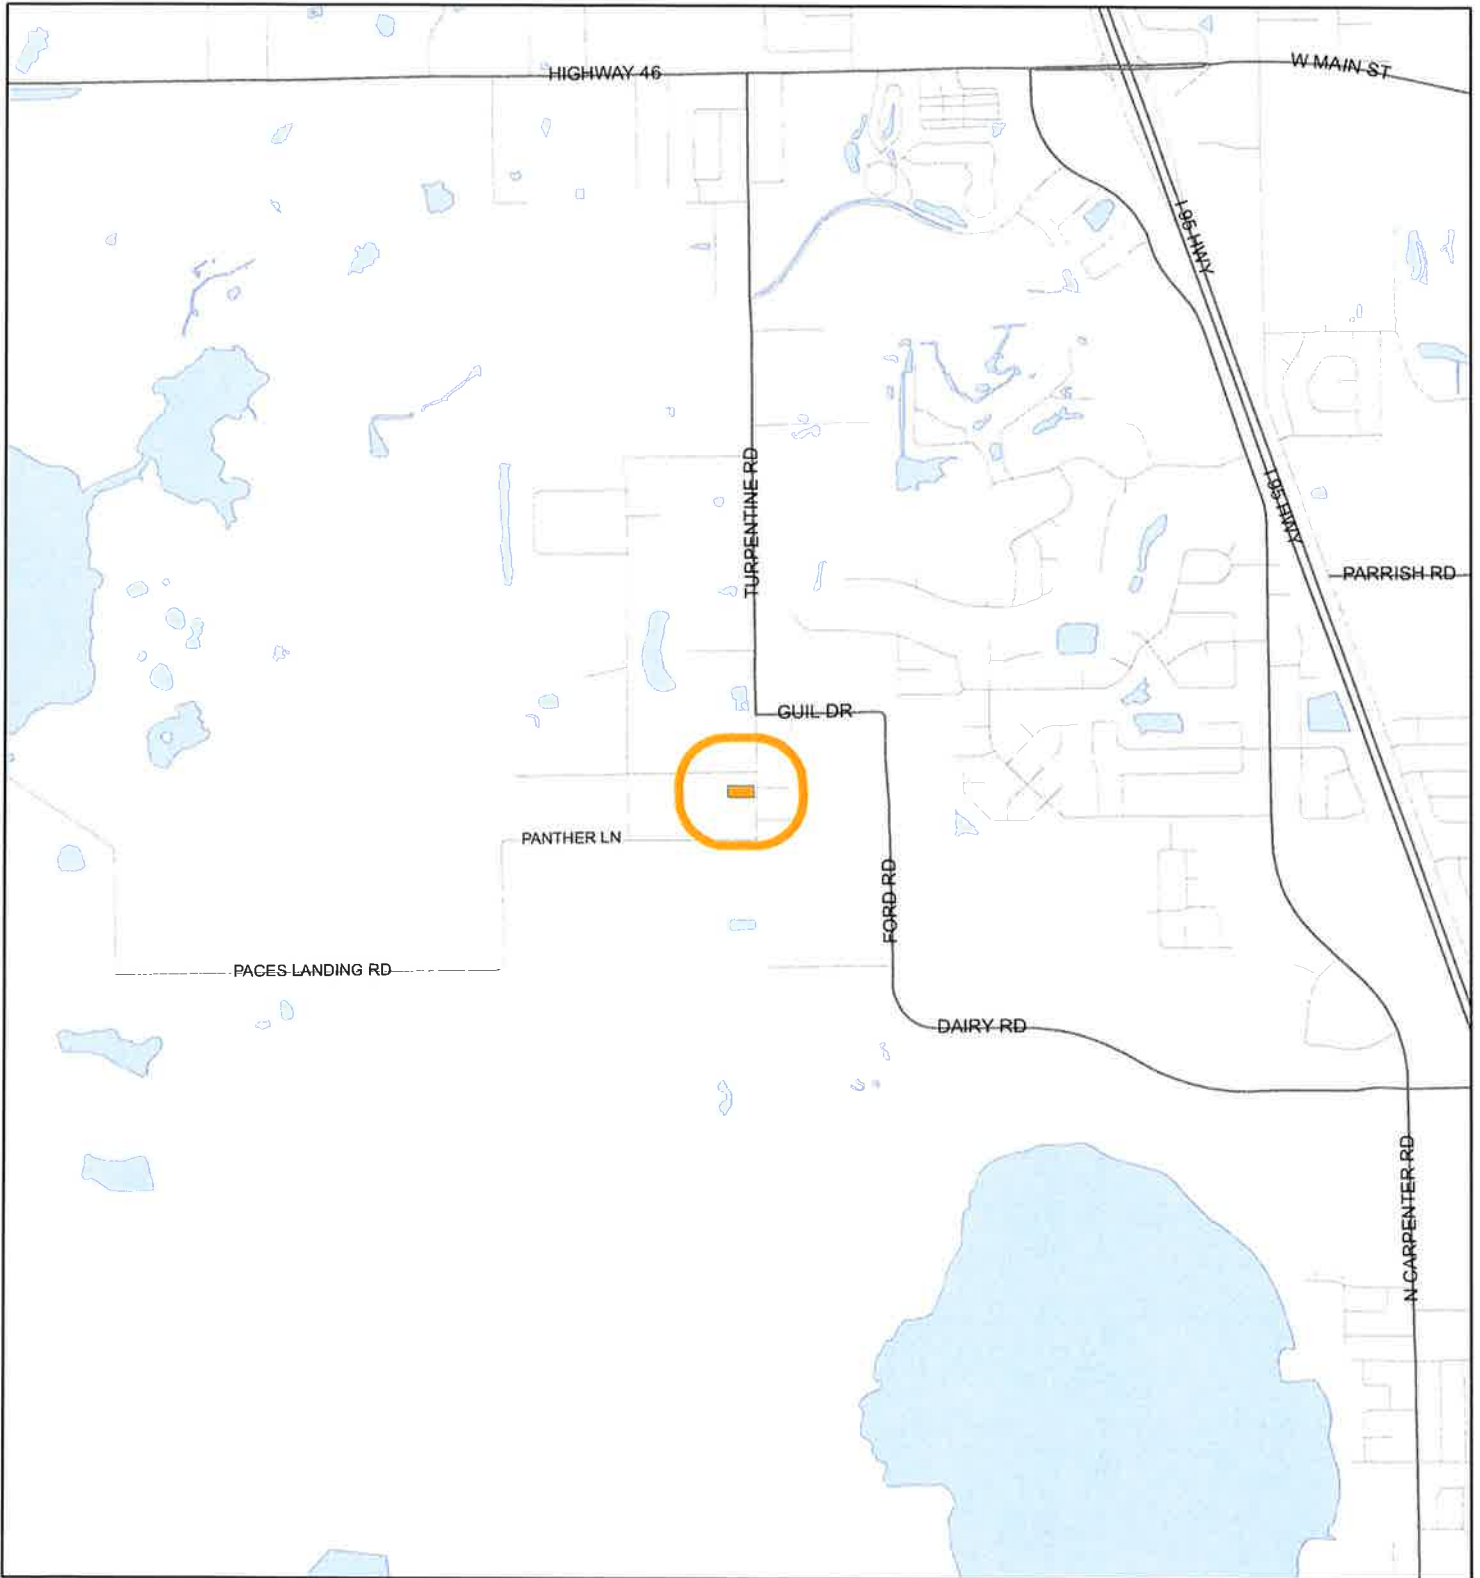 HIGHWAY 46
W MAIN ST
I 95 HWY
TURPENTINE RD
I 95 HWY
PARRISH RD
GUIL DR
PANTHER LN
FORD RD
PACES LANDING RD
DAIRY RD
N CARPENTER RD